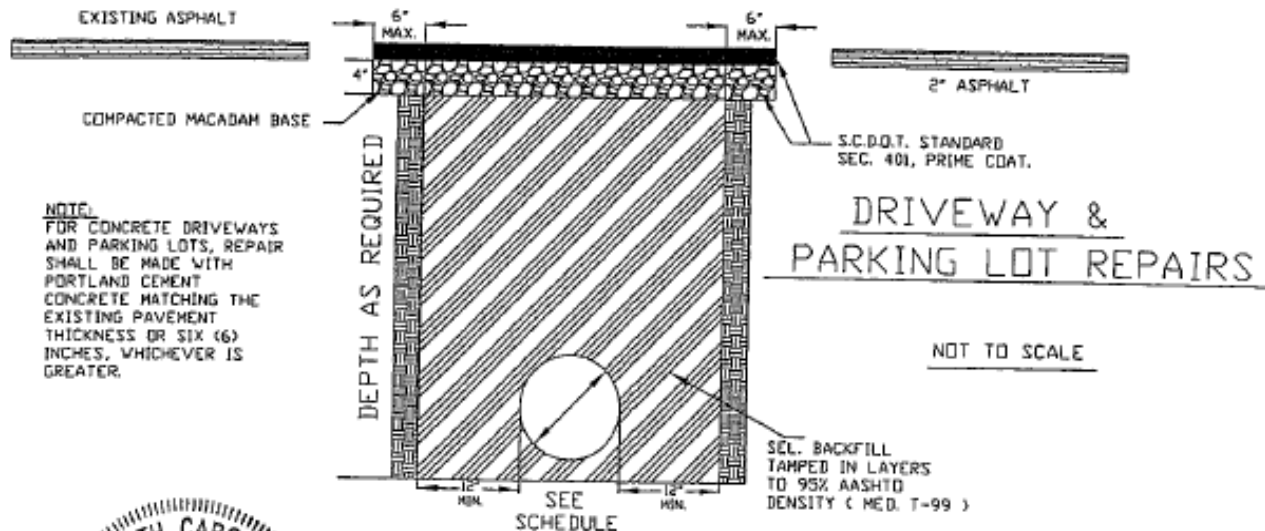 EXISTING ASPHALT
6"
MAX.
6"
MAX.
4"
2" ASPHALT
COMPACTED MACADAM BASE
S.C.D.O.T. STANDARD
SEC. 401, PRIME COAT.
DEPTH AS REQUIRED
NOTE:
FOR CONCRETE DRIVEWAYS
AND PARKING LOTS, REPAIR
SHALL BE MADE WITH
PORTLAND CEMENT
CONCRETE MATCHING THE
EXISTING PAVEMENT
THICKNESS OR SIX (6)
INCHES, WHICHEVER IS
GREATER.
DRIVEWAY &
PARKING LOT REPAIRS
NOT TO SCALE
SEL. BACKFILL
TAMPED IN LAYERS
TO 95% AASHTO
DENSITY ( MED. T-99 )
12"
MIN.
SEE
SCHEDULE
12"
MIN.